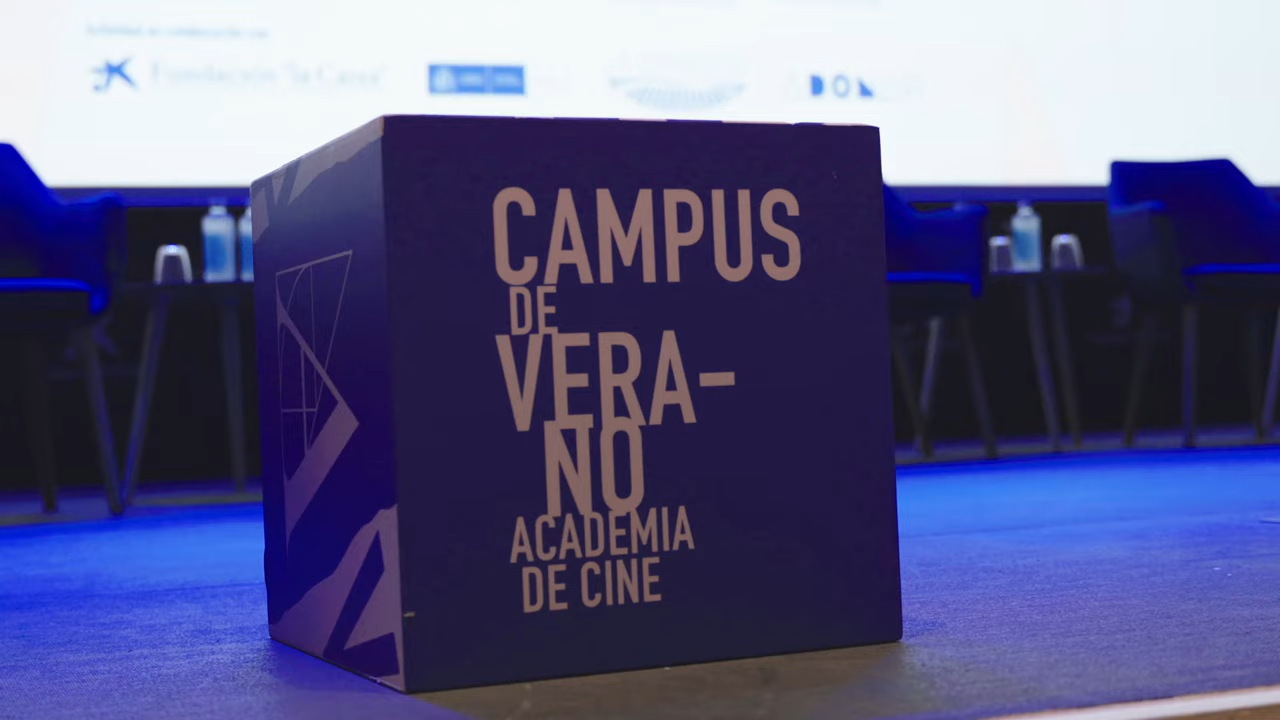 Fundación "la Caixa"
CAMPUS
DE
VERA-
NO
ACADEMIA
DE CINE